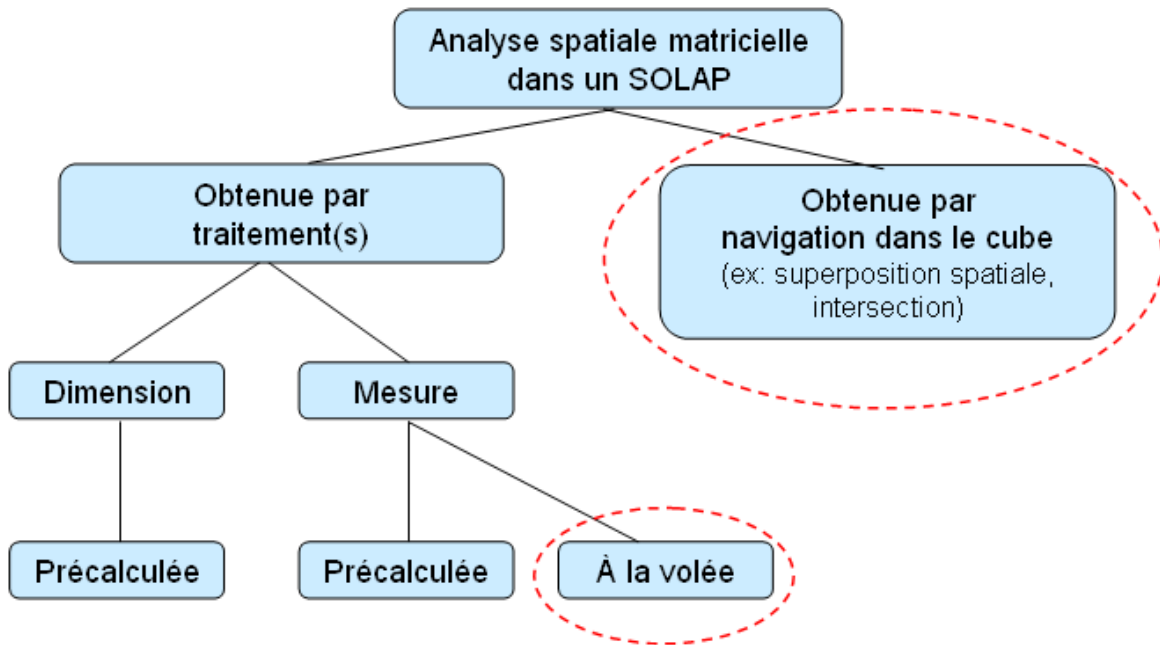 Analyse spatiale matricielle
dans un SOLAP
Obtenue par
traitement(s)
Obtenue par
navigation dans le cube
(ex: superposition spatiale,
intersection)
Dimension
Mesure
Précalculée
Précalculée
À la volée